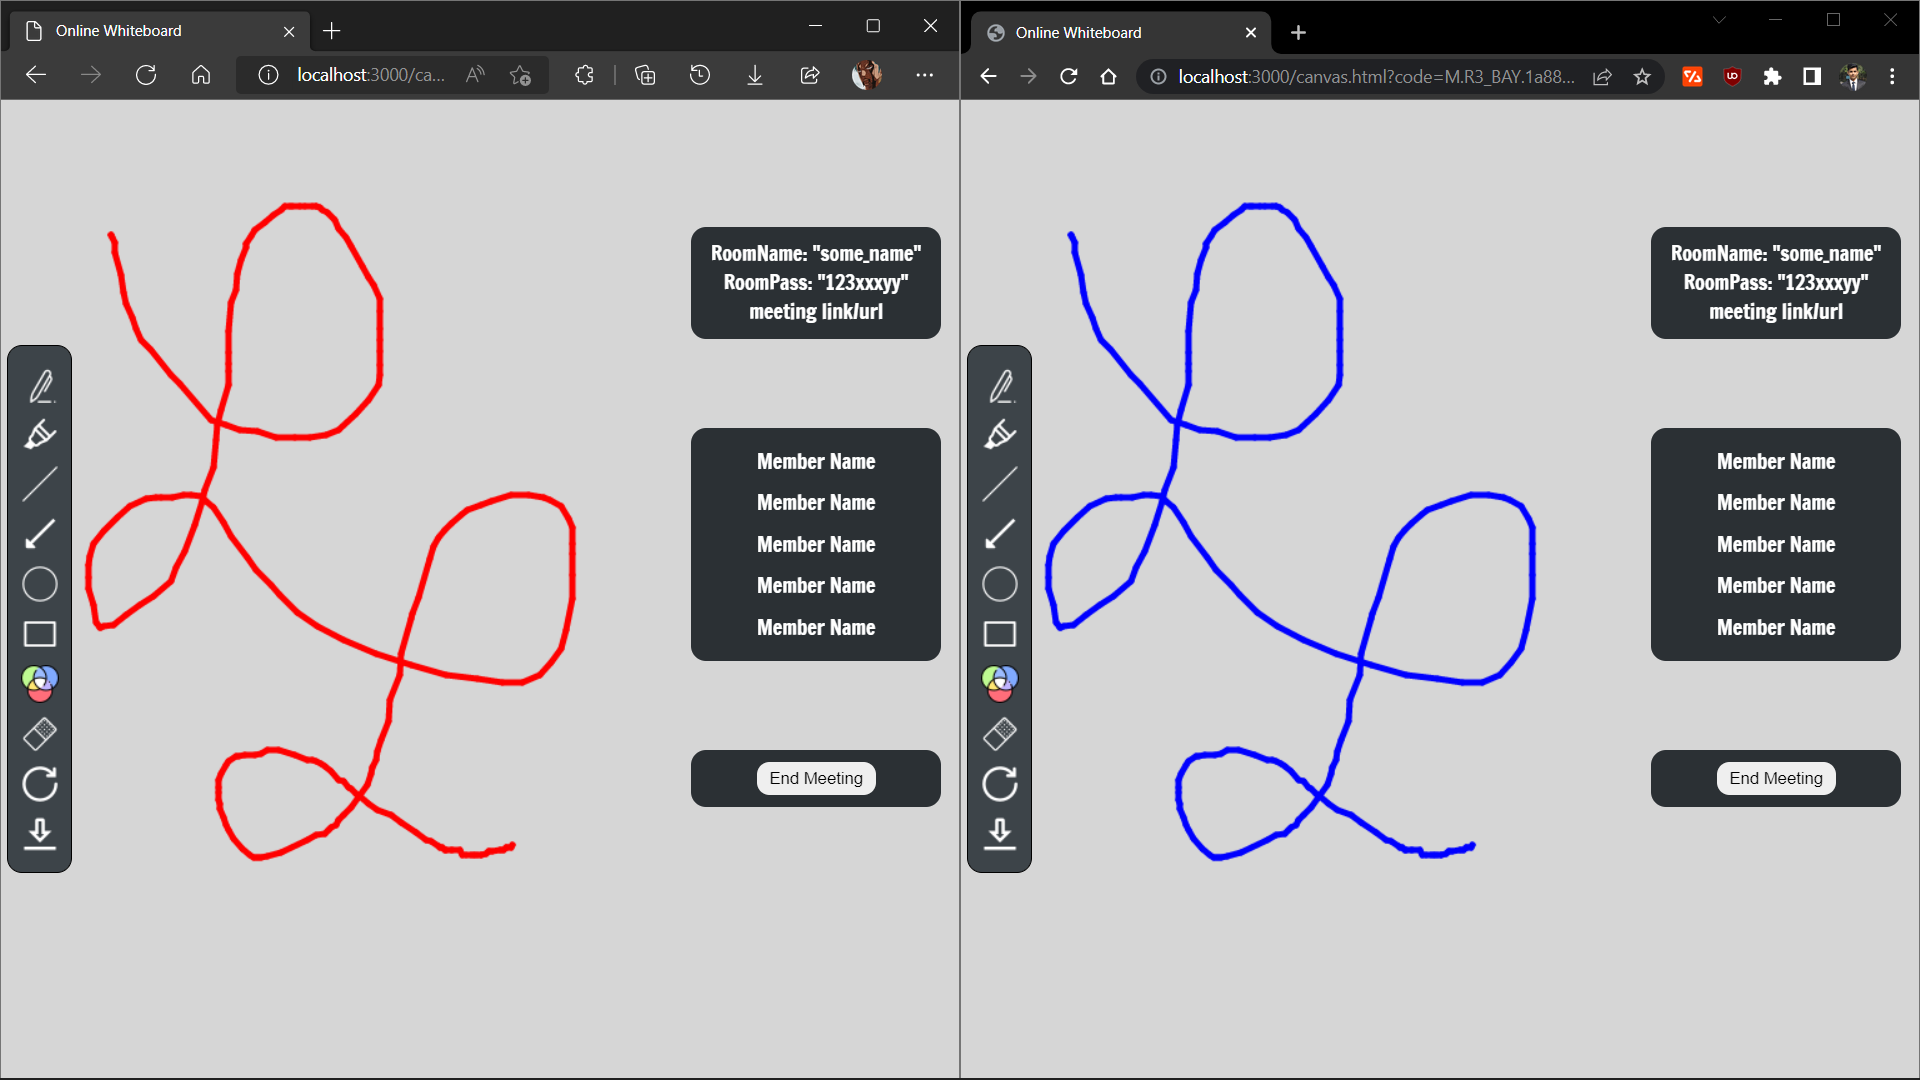 Online Whiteboard
localhost:3000/ca...
RoomName: "some_name"
RoomPass: "123xxxyy"
meeting link/url
Member Name
Member Name
Member Name
Member Name
Member Name
End Meeting
Online Whiteboard
localhost:3000/canvas.html?code=M.R3_BAY.1a88...
RoomName: "some_name"
RoomPass: "123xxxyy"
meeting link/url
Member Name
Member Name
Member Name
Member Name
Member Name
End Meeting